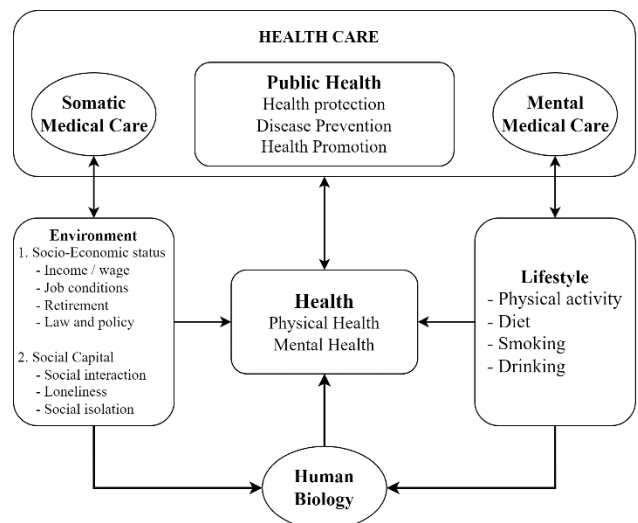 HEALTH CARE
Somatic
Medical Care
Public Health
Health protection
Disease Prevention
Health Promotion
Mental
Medical Care
Environment
1. Socio-Economic status
- Income / wage
- Job conditions
- Retirement
- Law and policy
2. Social Capital
- Social interaction
- Loneliness
- Social isolation
Health
Physical Health
Mental Health
Lifestyle
- Physical activity
- Diet
- Smoking
- Drinking
Human
Biology